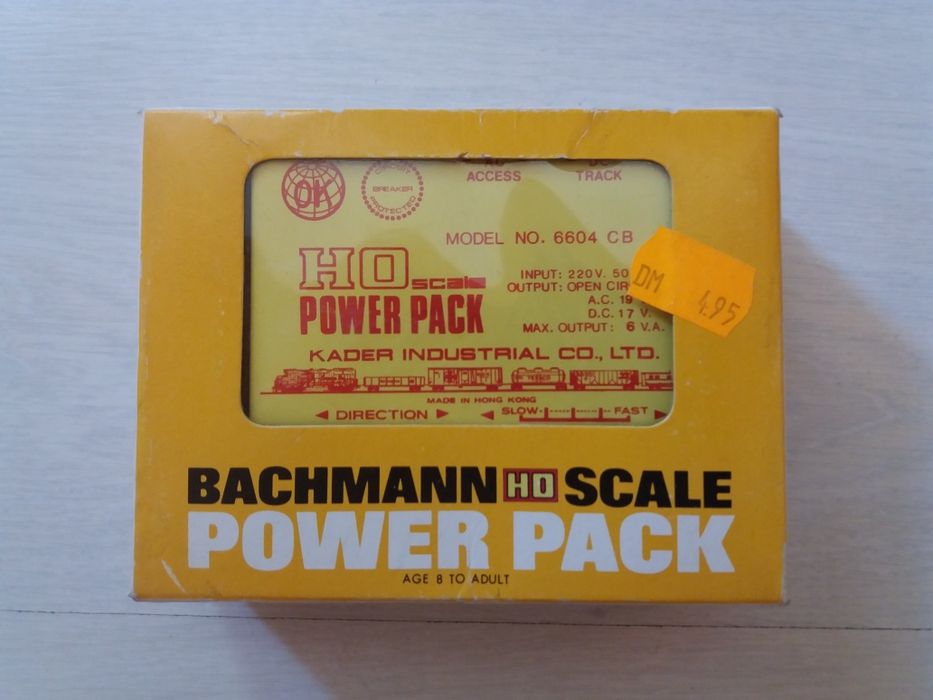 OK
CIRCUIT
BREAKER
PROTECTED
ACCESS
TRACK
MODEL NO. 6604 CB
HO scale
POWER PACK
INPUT: 220V. 50
OUTPUT: OPEN CIR
A.C. 19
D.C. 17 V.
MAX. OUTPUT: 6 V.A.
DM 4.95
KADER INDUSTRIAL CO., LTD.
MADE IN HONG KONG
DIRECTION
SLOW FAST
BACHMANN HO SCALE
POWER PACK
AGE 8 TO ADULT